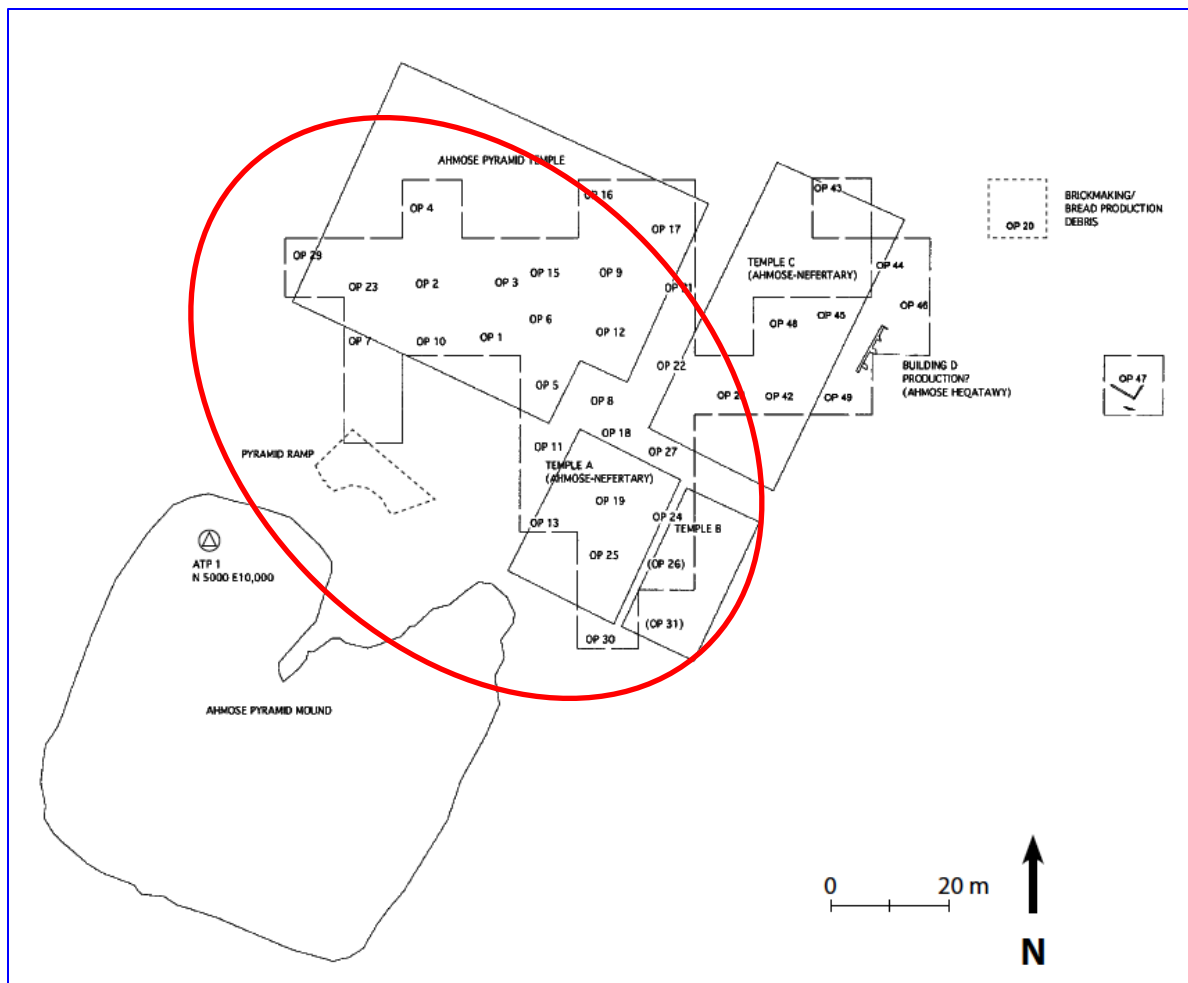 AHMOSE PYRAMID TEMPLE
OP 16
OP 43
OP 4
BRICKMAKING/
BREAD PRODUCTION
DEBRIS
OP 20
OP 17
OP 29
TEMPLE C
(AHMOSE-NEFERTARY)
OP 44
OP 23
OP 2
OP 3
OP 15
OP 9
OP
OP 46
OP 6
OP 48
OP 45
OP 7
OP 10
OP 1
OP 12
OP 22
BUILDING D
PRODUCTION?
(AHMOSE HEQATAWY)
OP 47
OP 5
OP 8
OP
OP 42
OP 49
OP 18
OP 11
OP 27
PYRAMID RAMP
TEMPLE A
(AHMOSE-NEFERTARY)
OP 19
OP 13
OP 24
TEMPLE B
OP 25
(OP 26)
ATP 1
N 5000 E10,000
(OP 31)
OP 30
AHMOSE PYRAMID MOUND
0 20 m
N